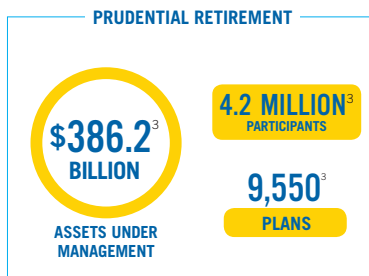 PRUDENTIAL RETIREMENT
$386.2³
BILLION
ASSETS UNDER
MANAGEMENT
4.2 MILLION³
PARTICIPANTS
9,550³
PLANS